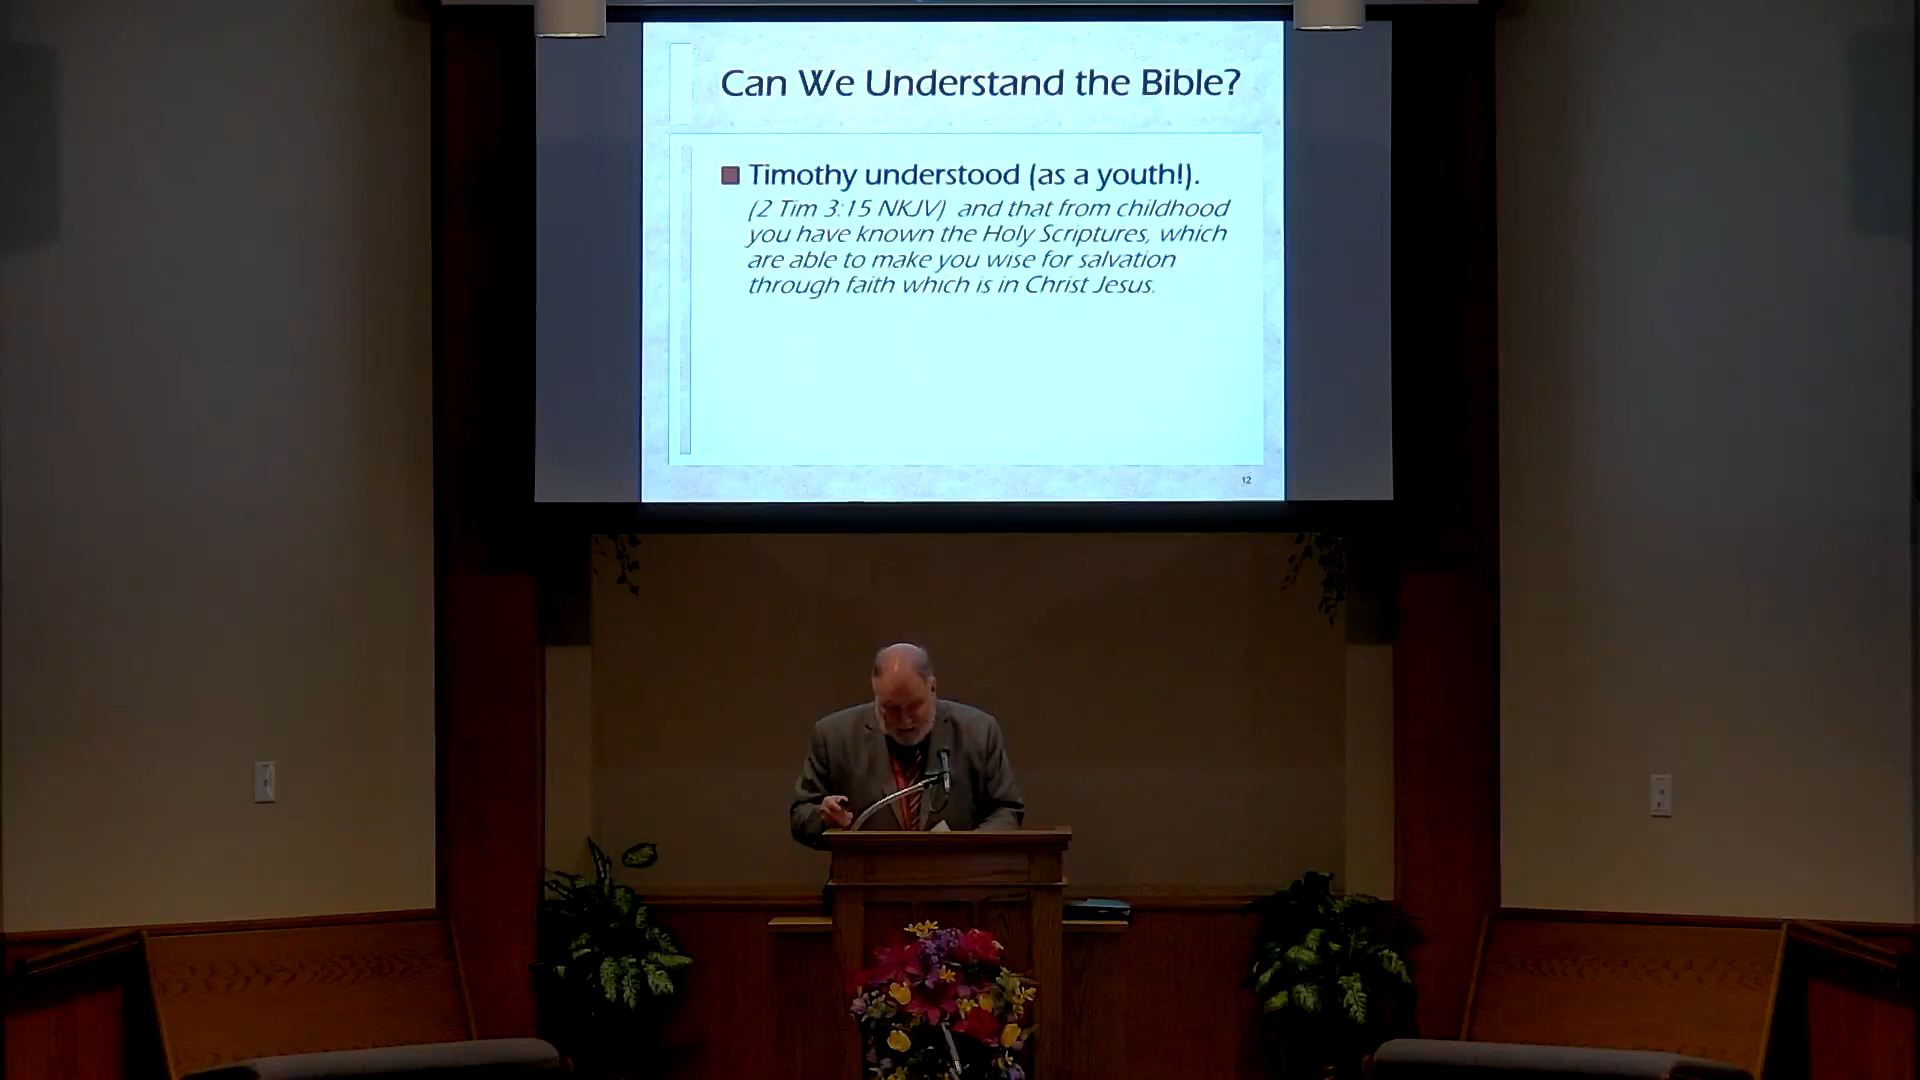 Can We Understand the Bible?
Timothy understood (as a youth!).
(2 Tim 3:15 NKJV) and that from childhood
you have known the Holy Scriptures, which
are able to make you wise for salvation
through faith which is in Christ Jesus.
12